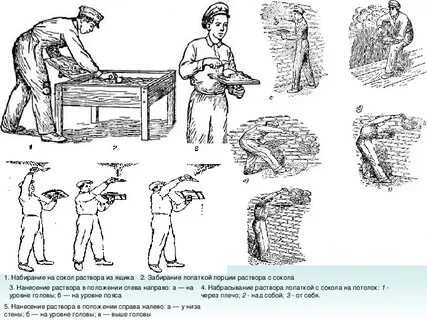 1. Набирание на сокол раствора из ящика   2. Забирание лопаткой порции раствора с сокола
3. Нанесение раствора в положении слева направо: а — на уровне головы; б — на уровне пояса
4. Набрасывание раствора лопаткой с сокола на потолок: 1 - через плечо; 2 - над собой; 3 - от себя.
5. Нанесение раствора в положении справа налево: а — у низа стены; б — на уровне головы; в — выше головы